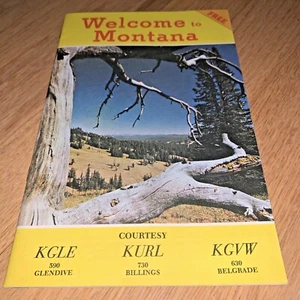 Welcome to
Montana
FREE
COURTESY
KGLE
590
GLENDIVE
KURL
730
BILLINGS
KGVW
630
BELGRADE